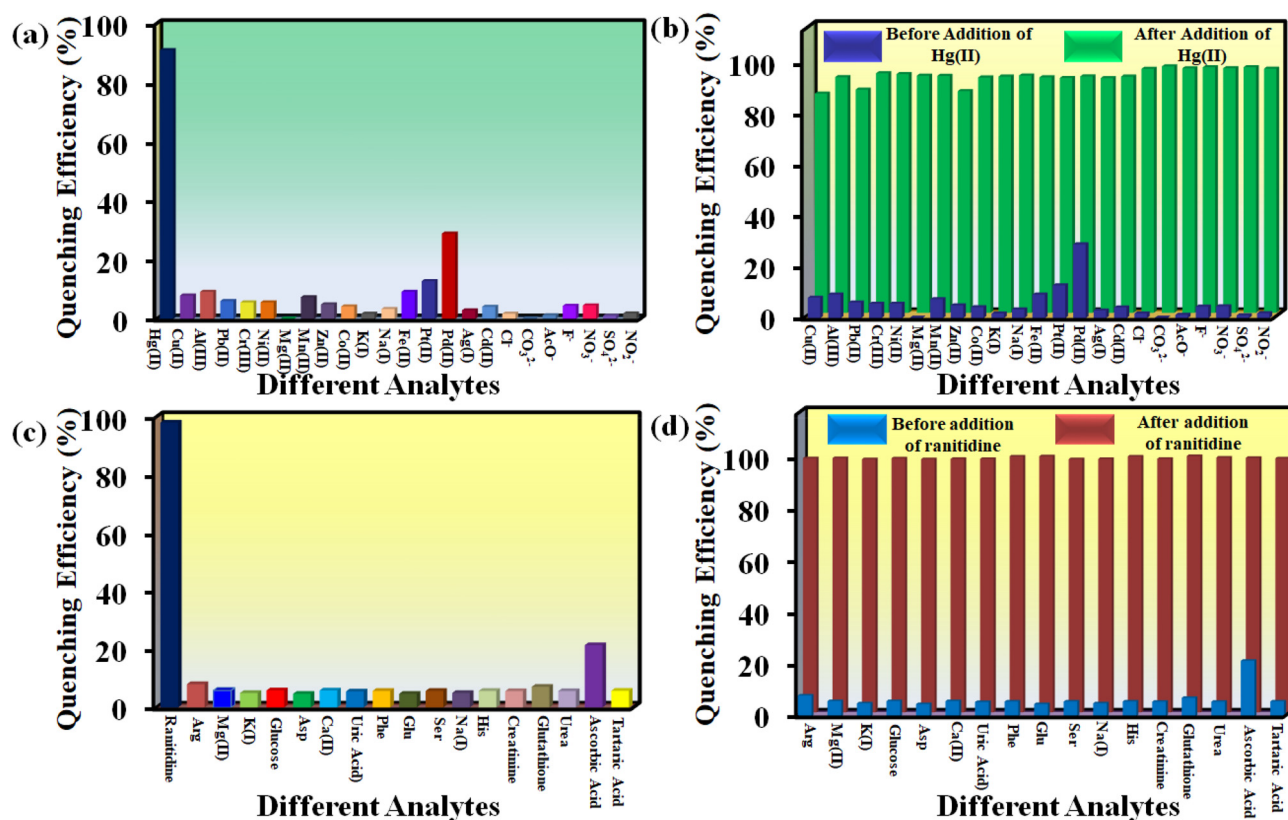 (a)
Quenching Efficiency (%)
100
80
60
40
20
0
Hg(II)
Cu(II)
Al(III)
Pb(II)
Cr(III)
Ni(II)
Mg(II)
Mn(II)
Zn(II)
Co(II)
K(I)
Na(I)
Fe(II)
Pt(II)
Pd(II)
Ag(I)
Cd(II)
Cl⁻
CO₃²⁻
AcO⁻
F⁻
NO₃⁻
SO₄²⁻
NO₂⁻
Different Analytes
(b)
Quenching Efficiency (%)
Before Addition of
Hg(II)
After Addition of
Hg(II)
100
80
60
40
20
0
Cu(II)
Al(III)
Pb(II)
Cr(III)
Ni(II)
Mg(II)
Mn(II)
Zn(II)
Co(II)
K(I)
Na(I)
Fe(II)
Pt(II)
Pd(II)
Ag(I)
Cd(II)
Cl⁻
CO₃²⁻
AcO⁻
F⁻
NO₃⁻
SO₄²⁻
NO₂⁻
Different Analytes
(c)
Quenching Efficiency (%)
100
80
60
40
20
0
Ranitidine
Arg
Mg(II)
K(I)
Glucose
Asp
Ca(II)
Uric Acid)
Phe
Glu
Ser
Na(I)
His
Creatinine
Glutathione
Urea
Ascorbic Acid
Tartaric Acid
Different Analytes
(d)
Quenching Efficiency (%)
Before addition
of ranitidine
After addition
of ranitidine
100
80
60
40
20
0
Arg
Mg(II)
K(I)
Glucose
Asp
Ca(II)
Uric Acid)
Phe
Glu
Ser
Na(I)
His
Creatinine
Glutathione
Urea
Ascorbic Acid
Tartaric Acid
Different Analytes